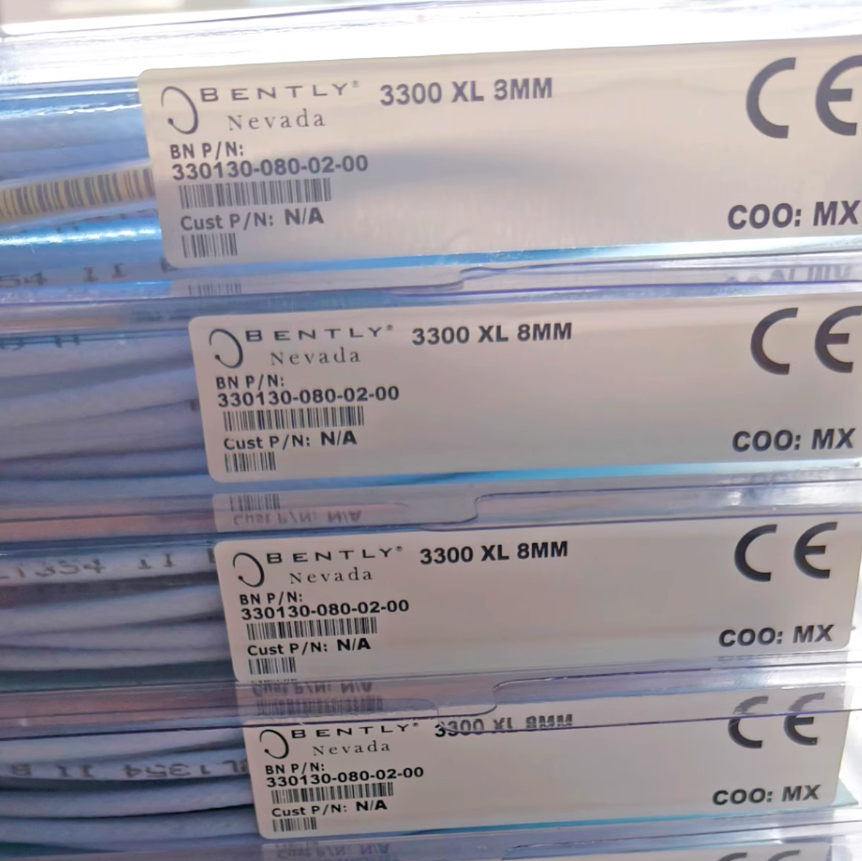 BENTLY® 3300 XL 3MM
Nevada
BN P/N:
330130-080-02-00
Cust P/N: N/A
COO: MX
CE
BENTLY® 3300 XL 8MM
Nevada
BN P/N:
330130-080-02-00
Cust P/N: N/A
COO: MX
CE
BENTLY® 3300 XL 8MM
Nevada
BN P/N:
330130-080-02-00
Cust P/N: N/A
COO: MX
CE
BENTLY® 3300 XL 8MM
Nevada
BN P/N:
330130-080-02-00
Cust P/N: N/A
COO: MX
CE